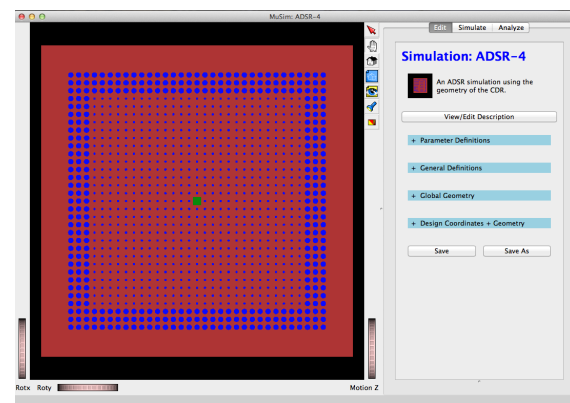 MuSim: ADSR-4
Edit Simulate Analyze
Simulation: ADSR-4
An ADSR simulation using the
geometry of the CDR.
View/Edit Description
+ Parameter Definitions
+ General Definitions
+ Global Geometry
+ Design Coordinates + Geometry
Save Save As
Rotx Roty Motion Z